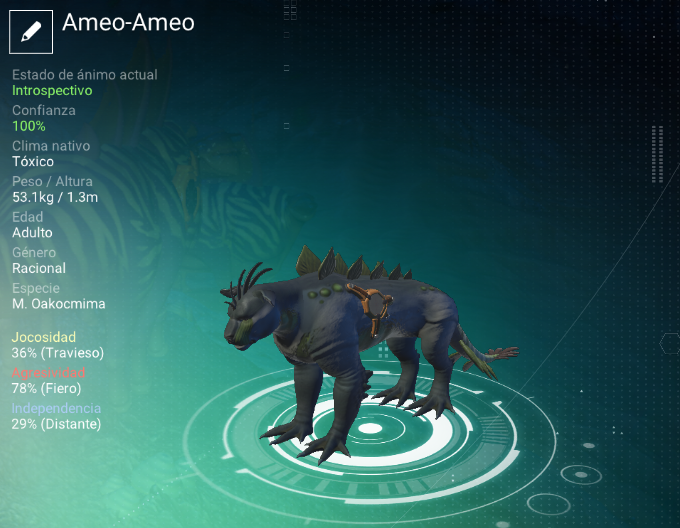 Ameo-Ameo
Estado de ánimo actual
Introspectivo
Confianza
100%
Clima nativo
Tóxico
Peso / Altura
53.1kg / 1.3m
Edad
Adulto
Género
Racional
Especie
M. Oakocmima
Jocosidad
36% (Travieso)
Agresividad
78% (Fiero)
Independencia
29% (Distante)